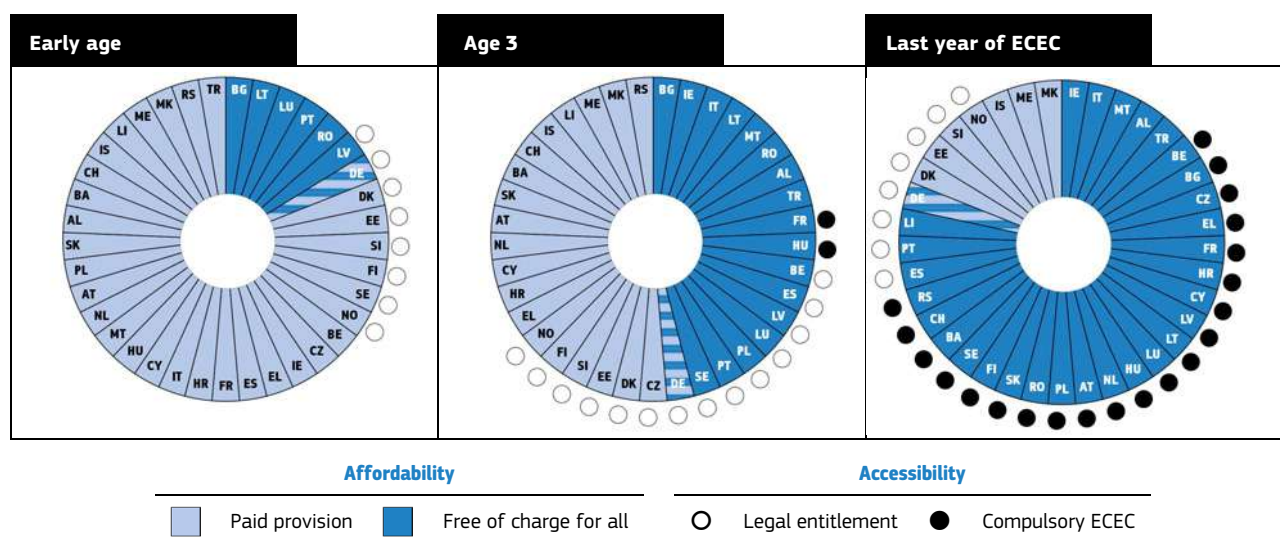 Early age
Age 3
Last year of ECEC
BG
LT
LU
PT
RO
LV
DE
DK
EE
SI
FI
SE
NO
BE
CZ
IE
EL
ES
FR
HR
IT
CY
HU
MT
NL
AT
PL
SK
AL
BA
CH
IS
LI
ME
MK
RS
TR
BG
IE
IT
LT
MT
RO
AL
TR
FR
HU
BE
ES
LV
LU
PL
PT
SE
DE
CZ
DK
EE
SI
FI
NO
EL
HR
CY
NL
AT
SK
BA
CH
IS
LI
ME
MK
RS
IE
IT
MT
AL
TR
BE
BG
CZ
EL
FR
HR
CY
LV
LT
LU
HU
NL
AT
PL
RO
SK
FI
SE
BA
CH
RS
ES
PT
LI
DE
DK
EE
SI
NO
IS
ME
MK
Affordability
Accessibility
Paid provision
Free of charge for all
Legal entitlement
Compulsory ECEC